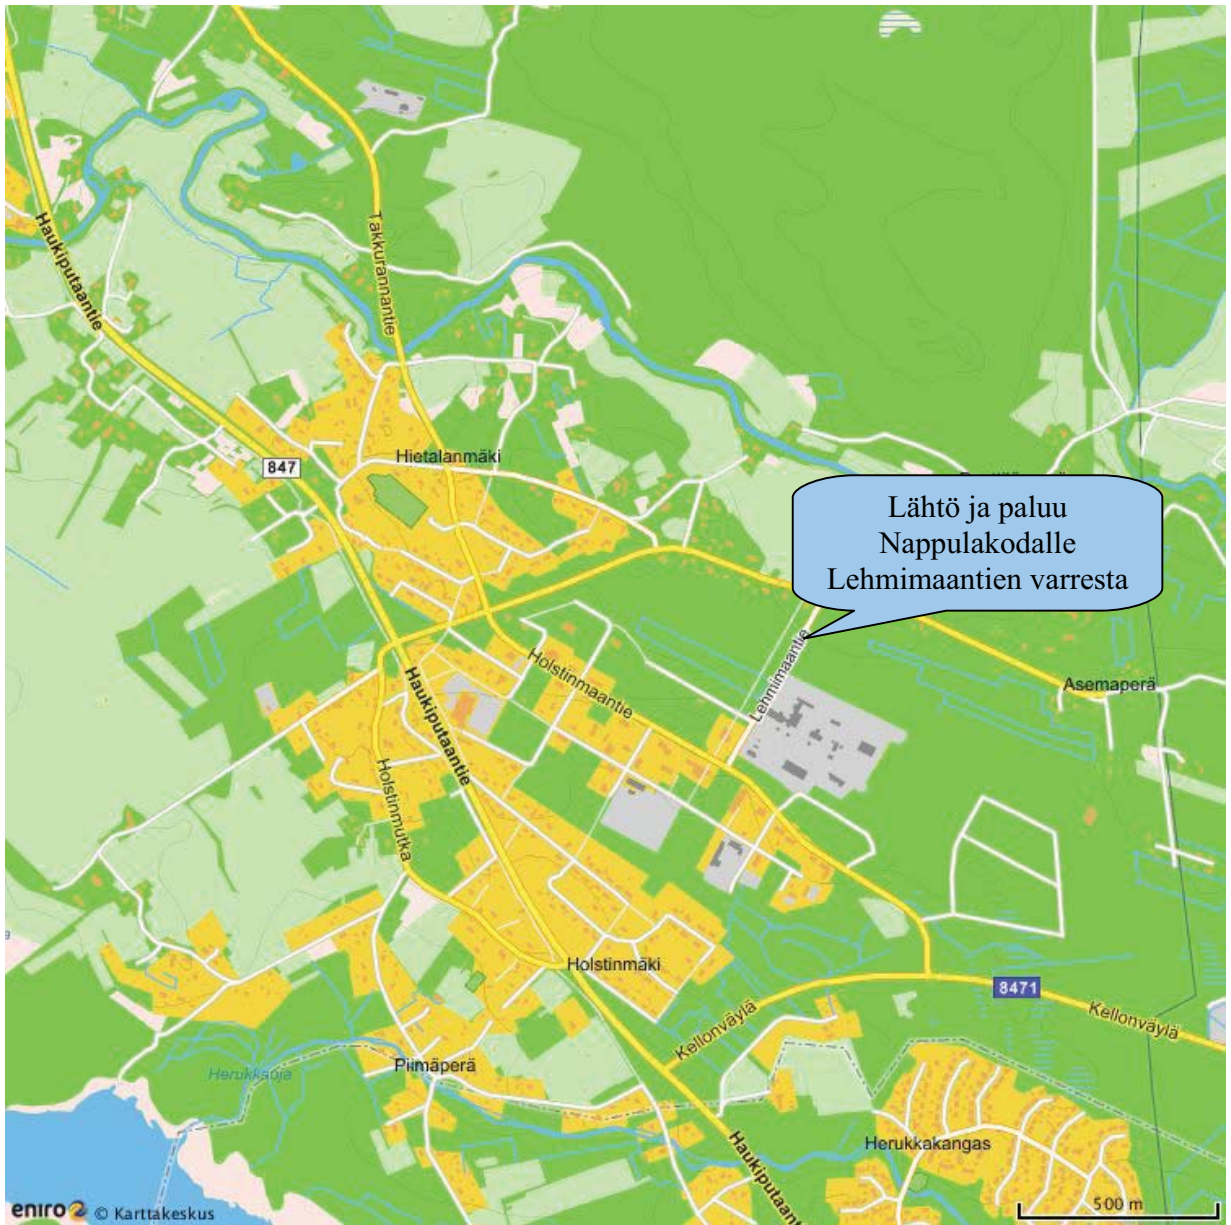 Haukiputaantie
Takkurannantie
847
Hietalanmäki
Lähtö ja paluu
Nappulakodalle
Lehmimaantien varresta
Lehmimaantie
Holstinmaantie
Asemaperä
Haukiputaantie
Holstinmutka
Holstinmäki
8471
Kellonväylä
Kellonväylä
Piimäperä
Herukkaoja
Haukiputaantie
Herukkakangas
500 m
eniro © Karttakeskus